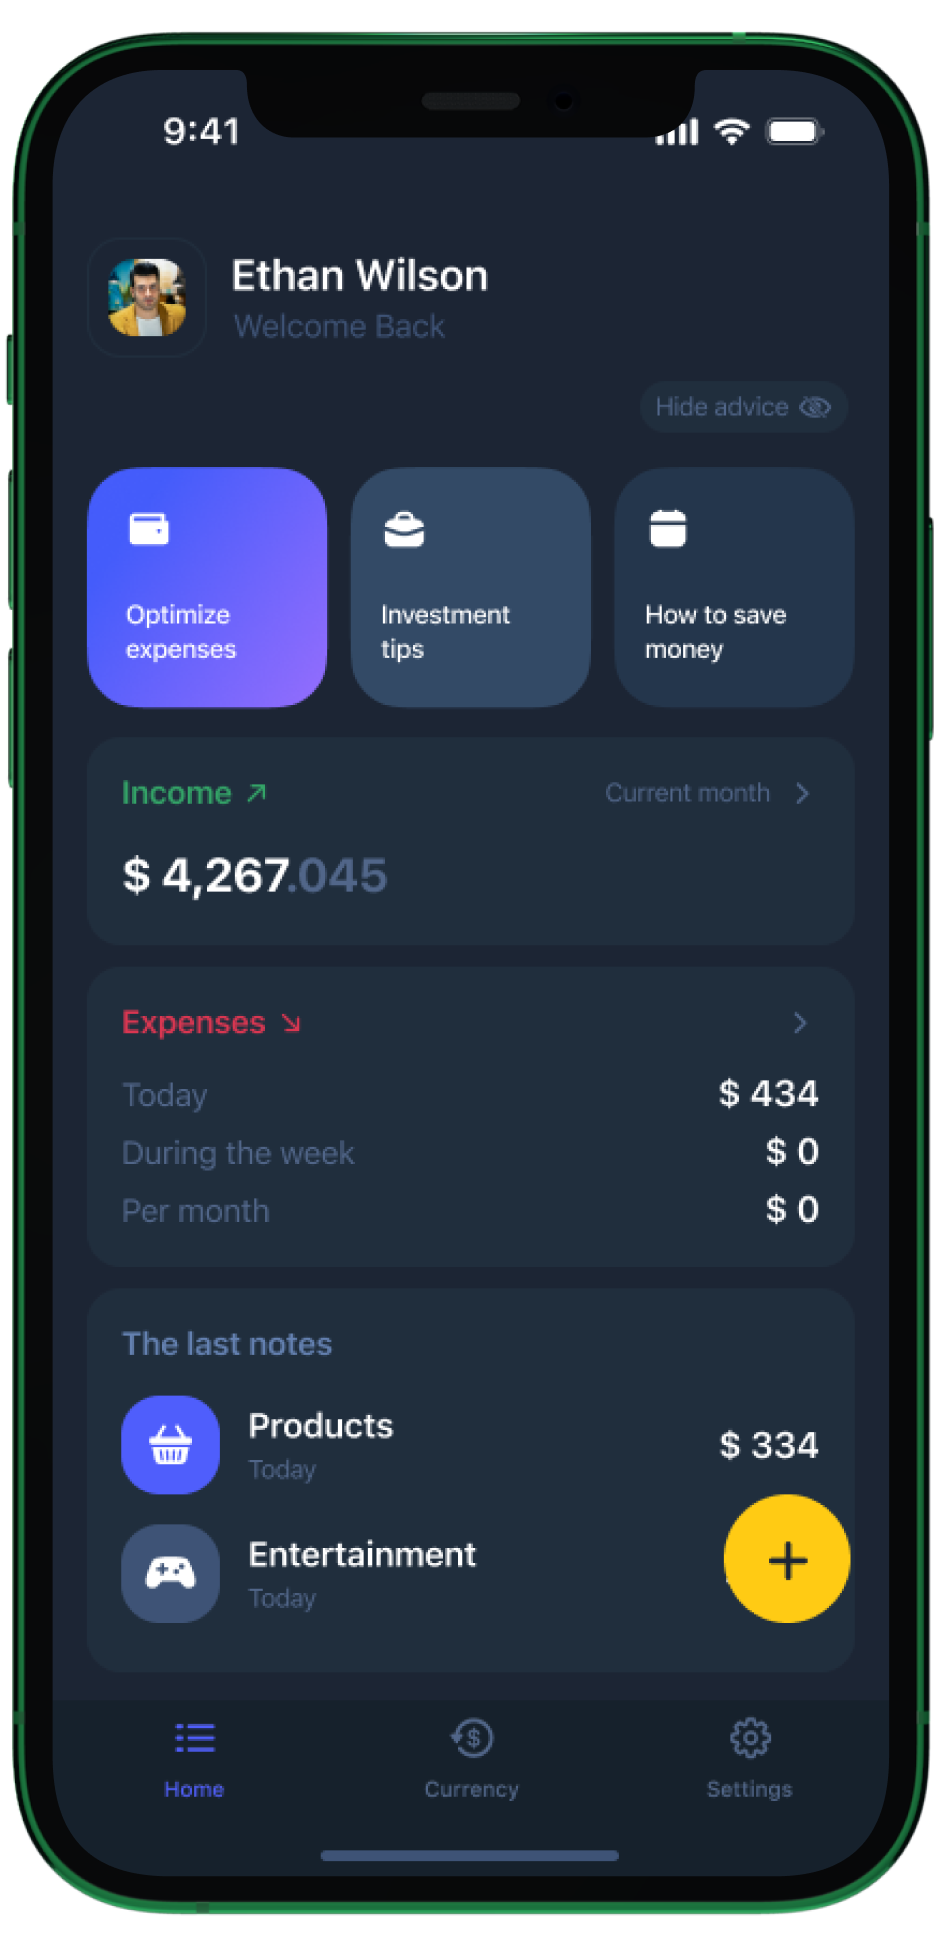 9:41
Ethan Wilson
Welcome Back
Hide advice
Optimize
expenses
Investment
tips
How to save
money
Income
Current month
$ 4,267.045
Expenses
Today
$ 434
During the week
$ 0
Per month
$ 0
The last notes
Products
Today
$ 334
Entertainment
Today
+
$
Home
Currency
Settings